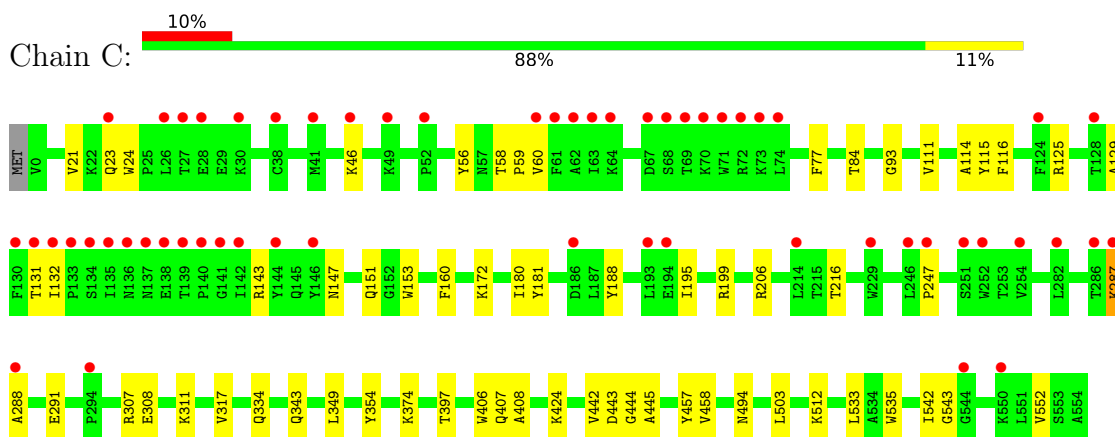 10%
Chain C:
88% 11%
MET V0 V21 K22 Q23 W24 P25 L26 T27 E28 E29 K30 C38 M41 K46 K49 P52 Y56 N57 T58 P59 V60 F61 A62 I63 K64 D67 S68 T69 K70 W71 R72 K73 L74 F77 T84 G93 V111 A114 Y115 F116 F124 R125 T128 A129
F130 T131 I132 P133 S134 I135 N136 N137 E138 T139 P140 G141 I142 R143 Y144 Q145 Y146 N147 Q151 G152 W153 F160 K172 I180 Y181 D186 L187 Y188 L193 E194 I195 R199 R206 L214 T215 T216 W229 L246 P247 S251 W252 T253 V254 L282 T286 K287
A288 E291 P294 R307 E308 K311 V317 Q334 Q343 L349 Y354 K374 T397 W406 Q407 A408 K424 V442 D443 G444 A445 Y457 V458 N494 L503 K512 L533 A534 W535 I542 G543 G544 K550 L551 V552 S553 A554